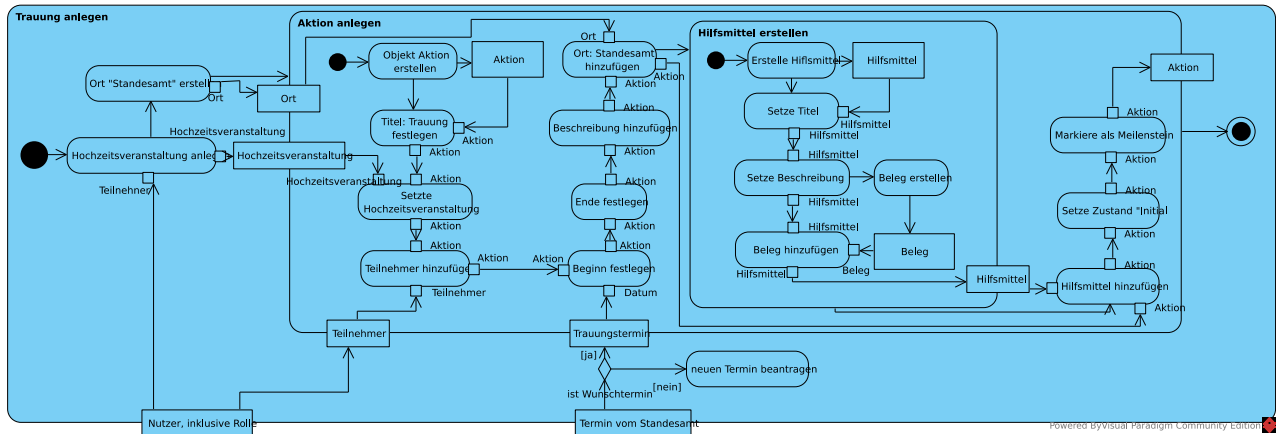 Trauung anlegen
Aktion anlegen
Hilfsmittel erstellen
Ort "Standesamt" erstell
Ort
Ort
Hochzeitsveranstaltung
Hochzeitsveranstaltung anlege
Hochzeitsveranstaltung
Hochzeitsveranstaltung
Teilnehmer
Objekt Aktion
erstellen
Aktion
Titel: Trauung
festlegen
Aktion
Aktion
Aktion
Setzte
Hochzeitsveranstaltung
Aktion
Aktion
Teilnehmer hinzufüge
Aktion
Teilnehmer
Teilnehmer
Ort
Ort: Standesamt
hinzufügen
Aktion
Aktion
Aktion
Beschreibung hinzufügen
Aktion
Aktion
Ende festlegen
Aktion
Aktion
Beginn festlegen
Datum
Trauungstermin
[ja]
[nein]
neuen Termin beantragen
ist Wunschtermin
Termin vom Standesamt
Nutzer, inklusive Rolle
Erstelle Hiflsmittel
Hilfsmittel
Setze Titel
Hilfsmittel
Hilfsmittel
Hilfsmittel
Setze Beschreibung
Beleg erstellen
Hilfsmittel
Hilfsmittel
Beleg hinzufügen
Beleg
Beleg
Hilfsmittel
Hilfsmittel
Aktion
Aktion
Markiere als Meilenstein
Aktion
Aktion
Setze Zustand "Initial
Aktion
Aktion
Hilfsmittel hinzufügen
Aktion
Powered ByVisual Paradigm Community Edition